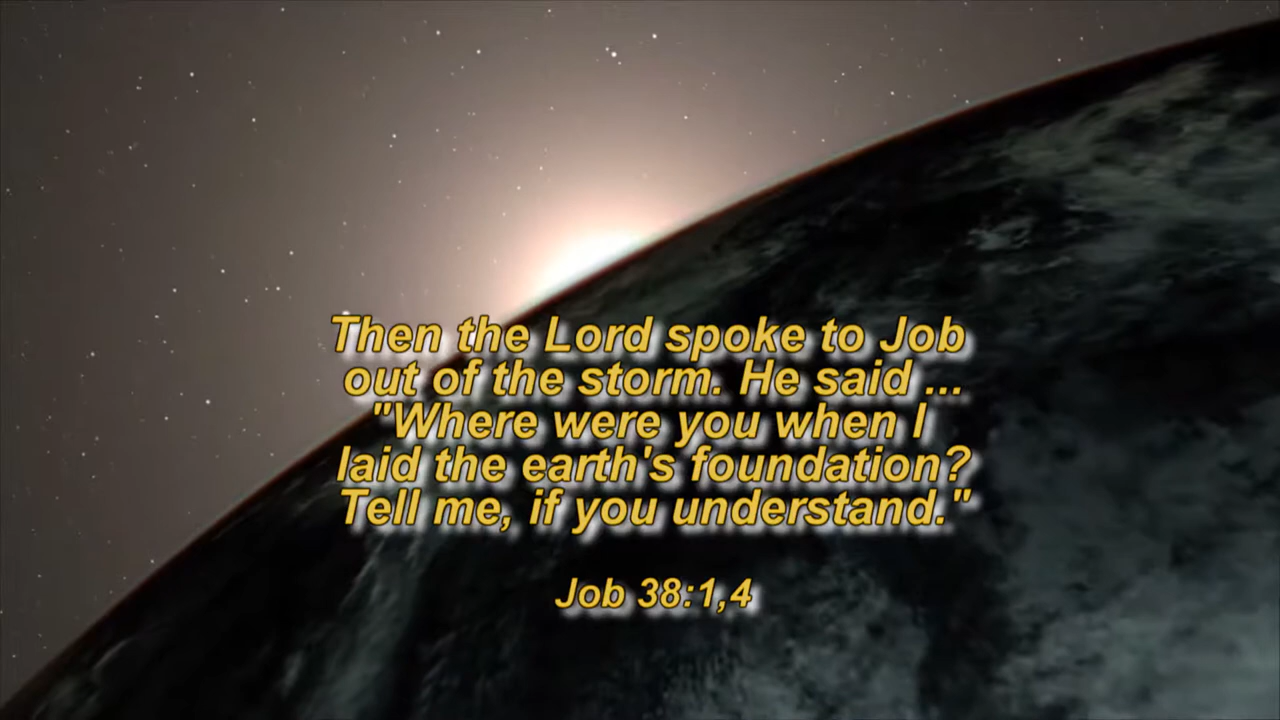 Then the Lord spoke to Job
out of the storm. He said ...
"Where were you when I
laid the earth's foundation?
Tell me, if you understand."
Job 38:1,4